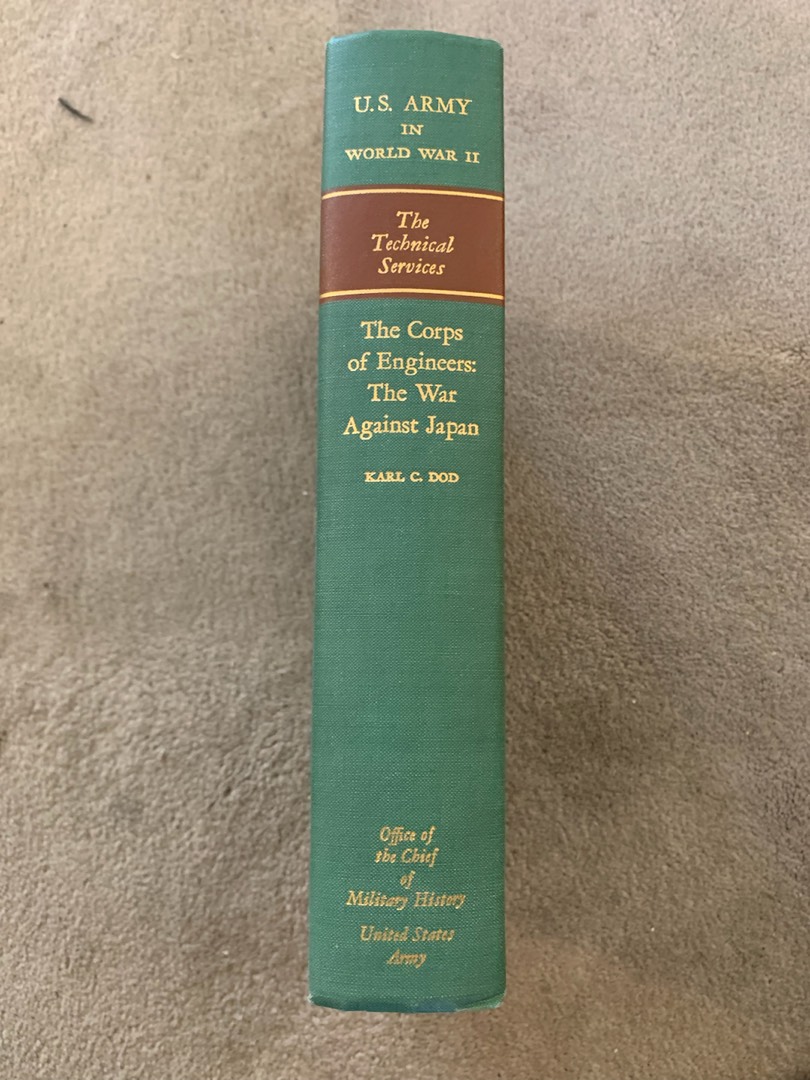 U.S. ARMY
IN
WORLD WAR II
The
Technical
Services
The Corps
of Engineers:
The War
Against Japan
KARL C. DOD
Office of
the Chief
of
Military History
United States
Army